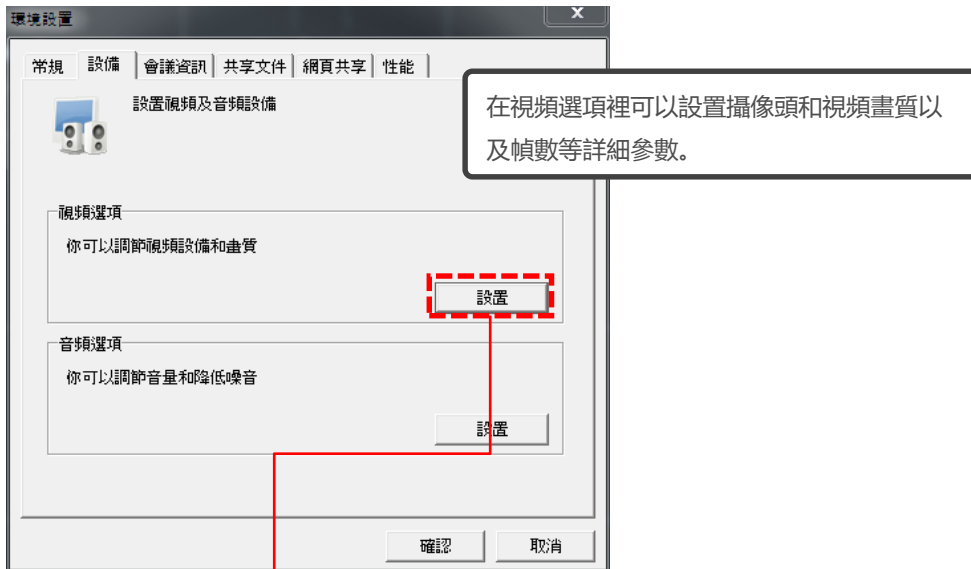 環境設置
X
常規 設備 會議資訊 共享文件 網頁共享 性能
設置視頻及音頻設備
在視頻選項裡可以設置攝像頭和視頻畫質以
及幀數等詳細參數。
視頻選項
你可以調節視頻設備和畫質
設置
音頻選項
你可以調節音量和降低噪音
設置
確認 取消